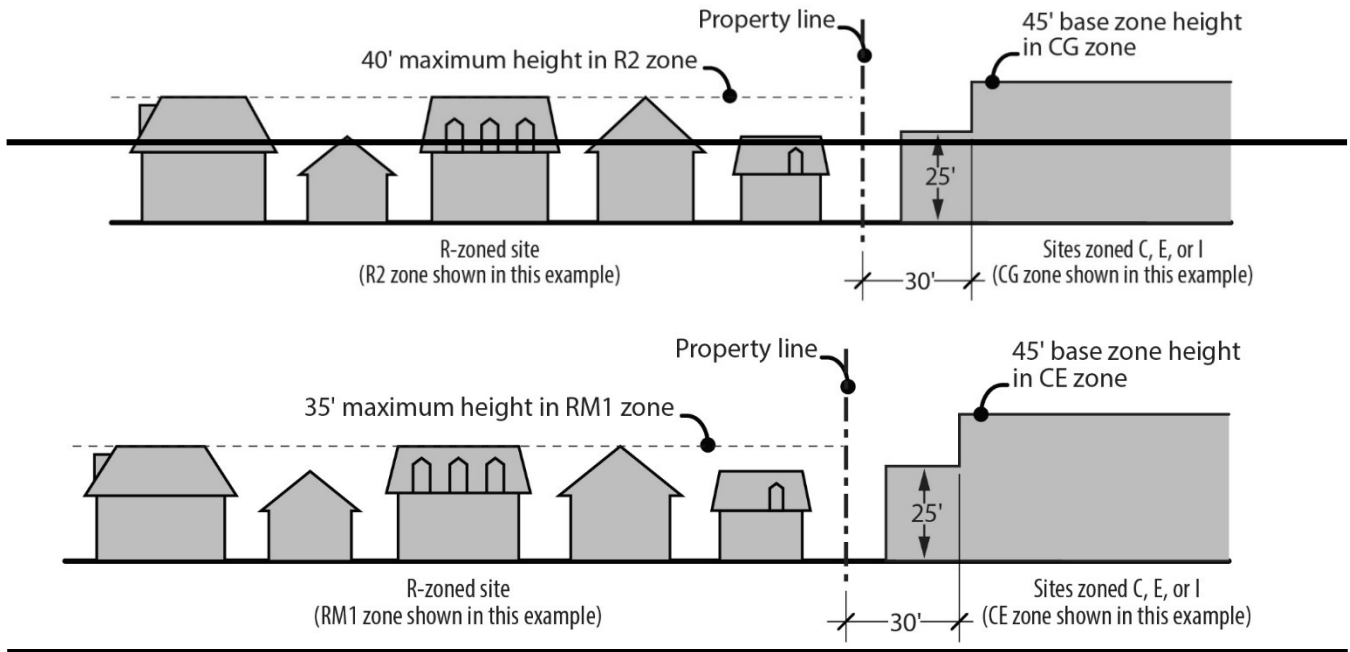 Property line
45' base zone height
in CG zone
40' maximum height in R2 zone
25'
R-zoned site
(R2 zone shown in this example)
Sites zoned C, E, or I
(CG zone shown in this example)
30'
Property line
45' base zone height
in CE zone
35' maximum height in RM1 zone
25'
R-zoned site
(RM1 zone shown in this example)
Sites zoned C, E, or I
(CE zone shown in this example)
30'